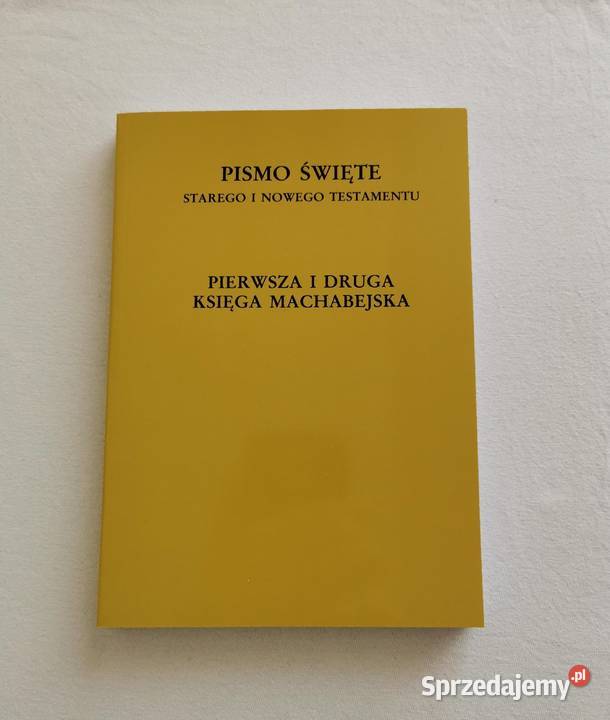 PISMO ŚWIĘTE
STAREGO I NOWEGO TESTAMENTU
PIERWSZA I DRUGA
KSIĘGA MACHABEJSKA
Sprzedajemy.pl